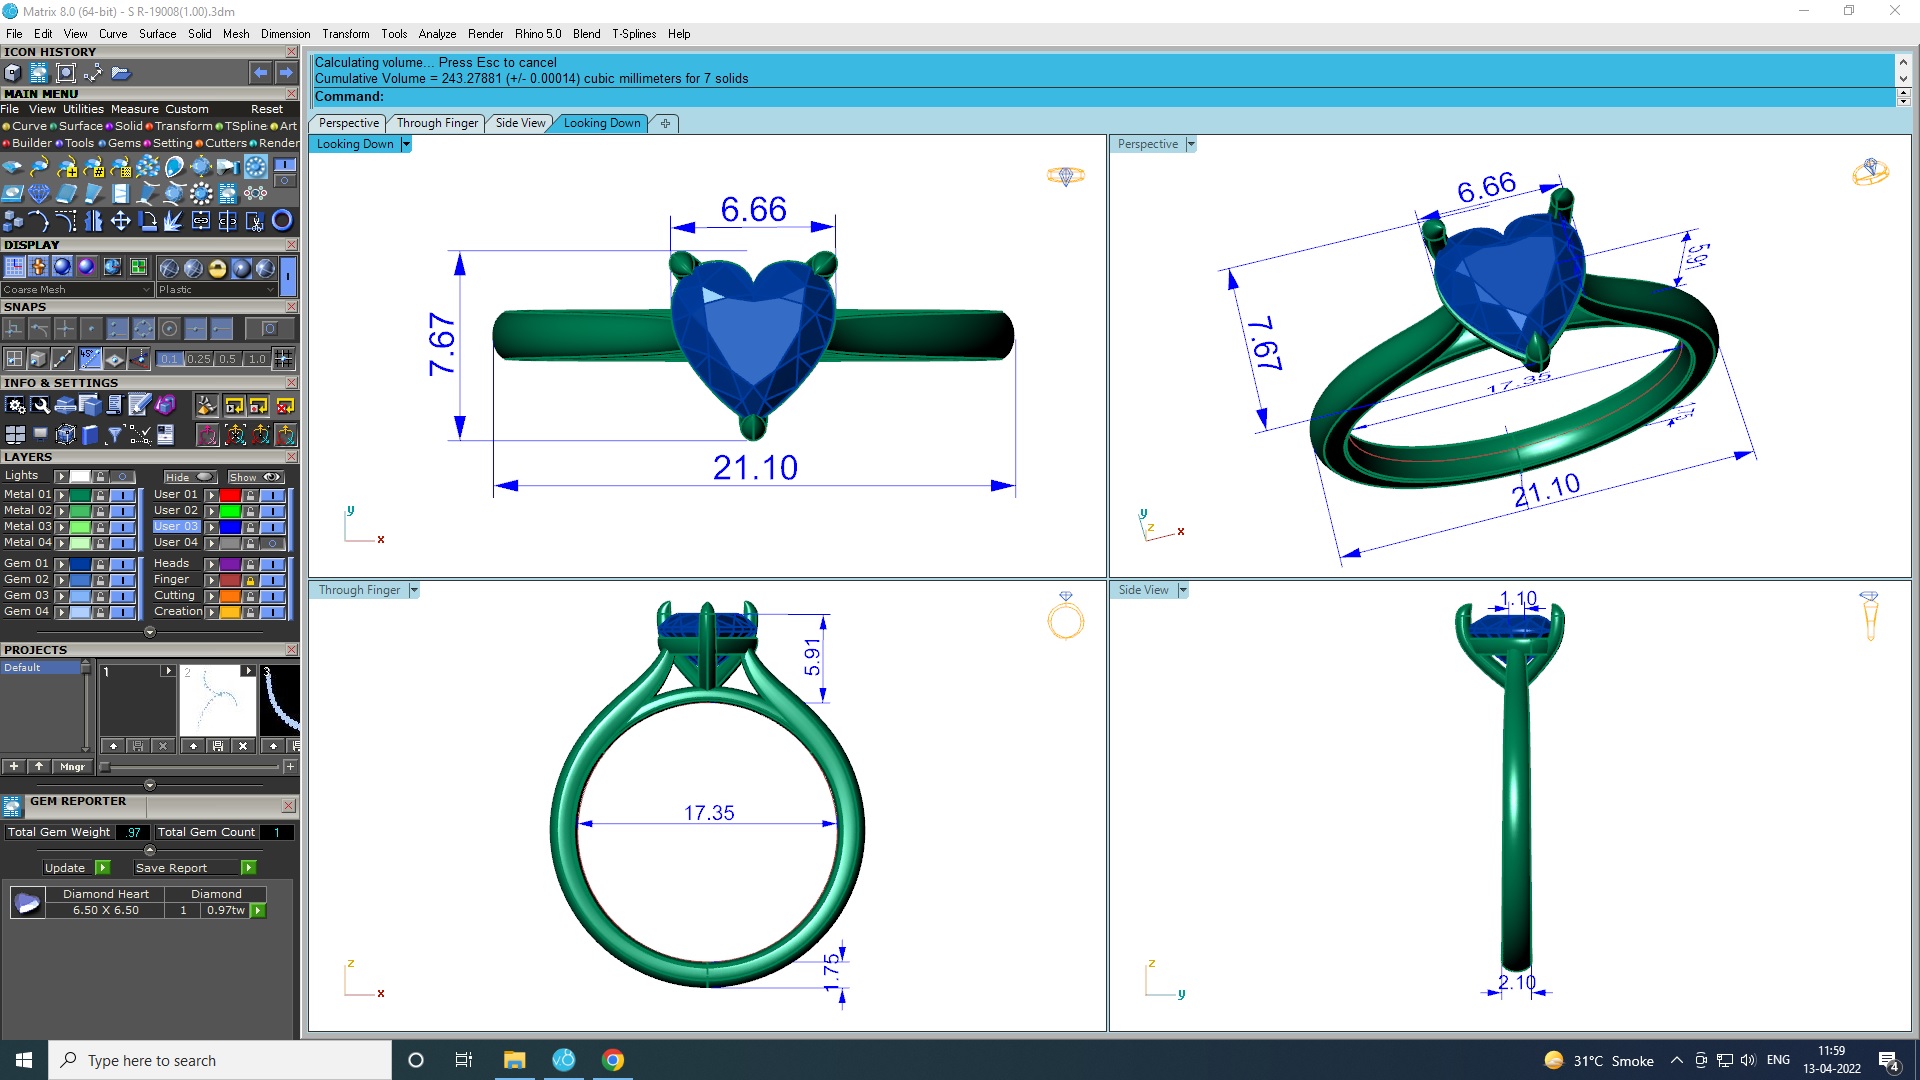 Matrix 8.0 (64-bit) - S R-19008(1.00).3dm
File Edit View Curve Surface Solid Mesh Dimension Transform Tools Analyze Render Rhino 5.0 Blend T-Splines Help
ICON HISTORY
MAIN MENU
File View Utilities Measure Custom Reset
Curve Surface Solid Transform TSpline Art
Builder Tools Gems Setting Cutters Render
DISPLAY
Coarse Mesh Plastic
SNAPS
45°
0.1 0.25 0.5 1.0
INFO & SETTINGS
LAYERS
Lights Hide Show
Metal 01 User 01
Metal 02 User 02
Metal 03 User 03
Metal 04 User 04
Gem 01 Heads
Gem 02 Finger
Gem 03 Cutting
Gem 04 Creation
PROJECTS
Default
1 2 3
Mngr
GEM REPORTER
Total Gem Weight .97 Total Gem Count 1
Update Save Report
Diamond Heart Diamond
6.50 X 6.50 1 0.97tw
Calculating volume... Press Esc to cancel
Cumulative Volume = 243.27881 (+/- 0.00014) cubic millimeters for 7 solids
Command:
Perspective Through Finger Side View Looking Down
Looking Down
6.66
7.67
21.10
y
x
Perspective
6.66
5.91
7.67
17.35
1.75
21.10
y
z
x
Through Finger
5.91
17.35
1.75
z
x
Side View
1.10
2.10
z
y
Type here to search
31°C Smoke
ENG
11:59
13-04-2022
4